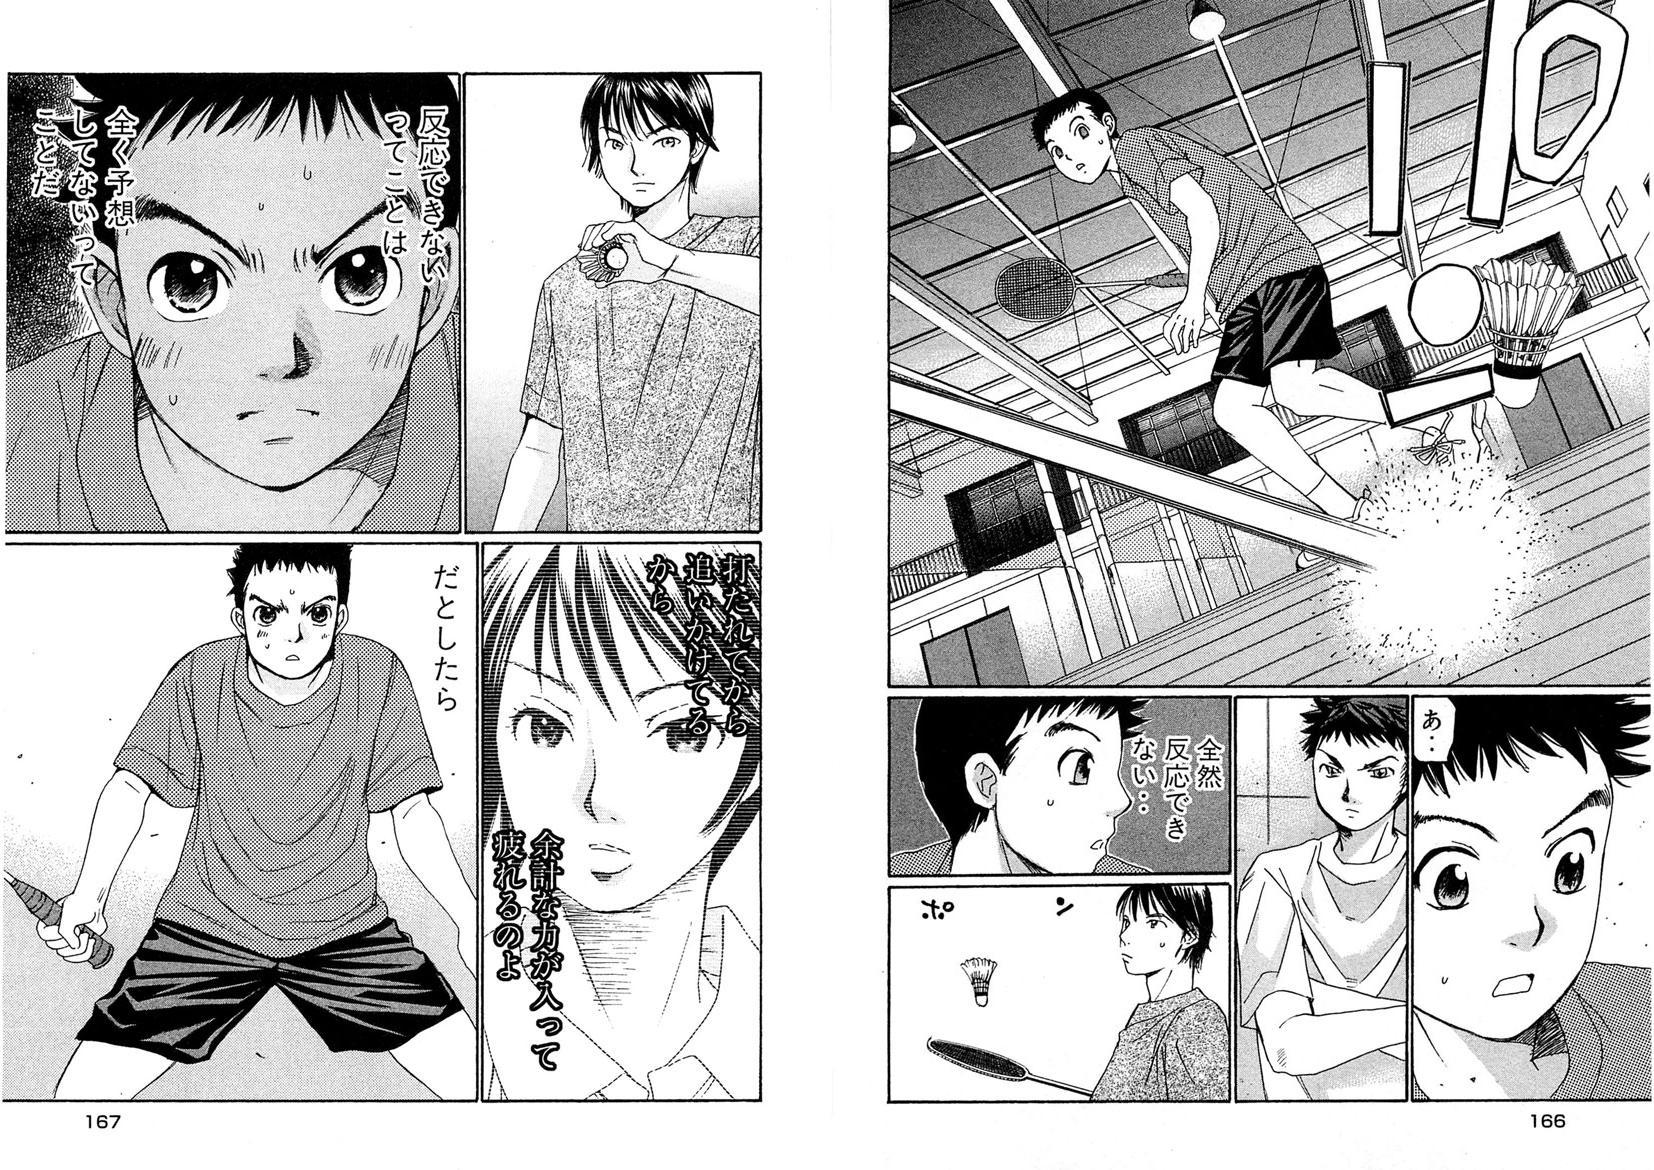 パーン
あ‥
全然
反応でき
ない‥
ポン
166
反応できない
ってことは
全く予想
してないって
ことだ
打たれてから
追いかけてる
から
余計な力が入って
疲れるのよ
だとしたら
167